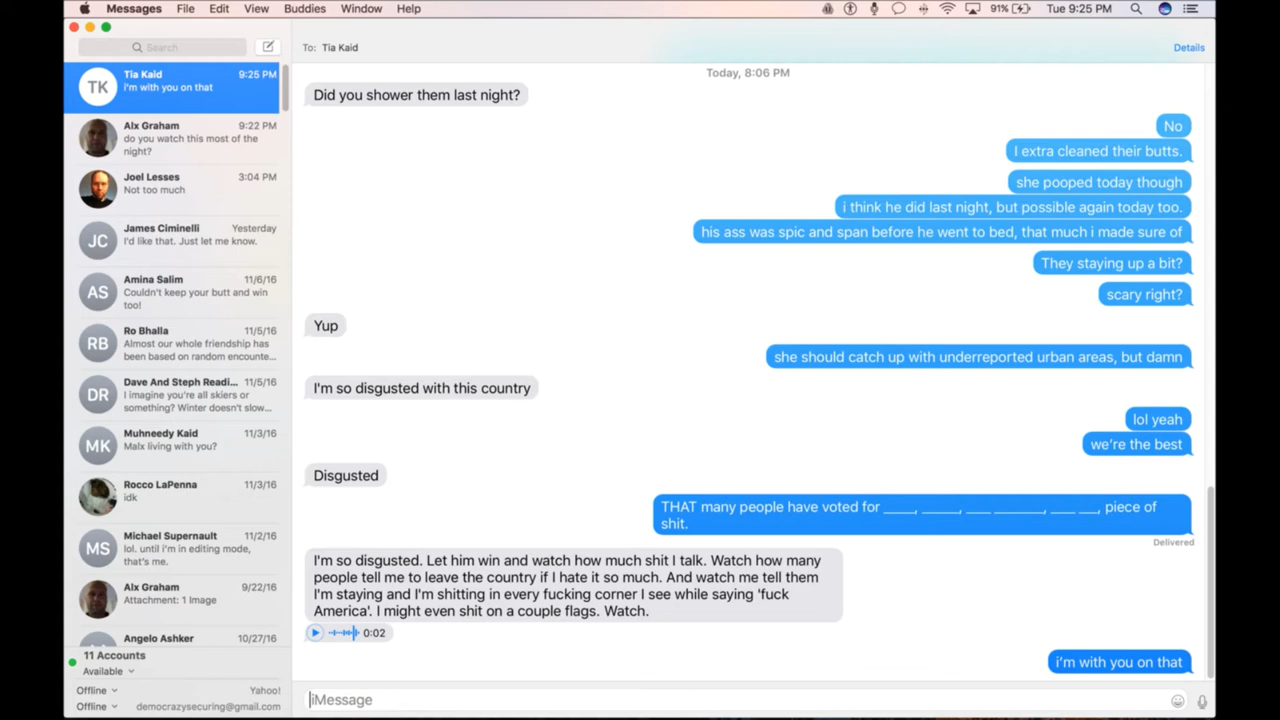 Messages File Edit View Buddies Window Help 91% Tue 9:25 PM
Search
To: Tia Kaid
Details
TK
Tia Kaid 9:25 PM
i'm with you on that
Alx Graham 9:22 PM
do you watch this most of the
night?
Joel Lesses 3:04 PM
Not too much
JC
James Ciminelli Yesterday
I'd like that. Just let me know.
AS
Amina Salim 11/6/16
Couldn't keep your butt and win
too!
RB
Ro Bhalla 11/5/16
Almost our whole friendship has
been based on random encounte...
DR
Dave And Steph Readi... 11/5/16
I imagine you're all skiers or
something? Winter doesn't slow...
MK
Muhneedy Kaid 11/3/16
Malx living with you?
Rocco LaPenna 11/3/16
idk
MS
Michael Supernault 11/2/16
lol. until i'm in editing mode,
that's me.
Alx Graham 9/22/16
Attachment: 1 Image
Angelo Ashker 10/27/16
11 Accounts
Available
Offline Yahoo!
Offline democrazysecuring@gmail.com
Today, 8:06 PM
Did you shower them last night?
No
I extra cleaned their butts.
she pooped today though
i think he did last night, but possible again today too.
his ass was spic and span before he went to bed, that much i made sure of
They staying up a bit?
scary right?
Yup
she should catch up with underreported urban areas, but damn
I'm so disgusted with this country
lol yeah
we're the best
Disgusted
THAT many people have voted for ____, _____, ___ ______, ___ __, piece of
shit.
Delivered
I'm so disgusted. Let him win and watch how much shit I talk. Watch how many
people tell me to leave the country if I hate it so much. And watch me tell them
I'm staying and I'm shitting in every fucking corner I see while saying 'fuck
America'. I might even shit on a couple flags. Watch.
0:02
i'm with you on that
iMessage